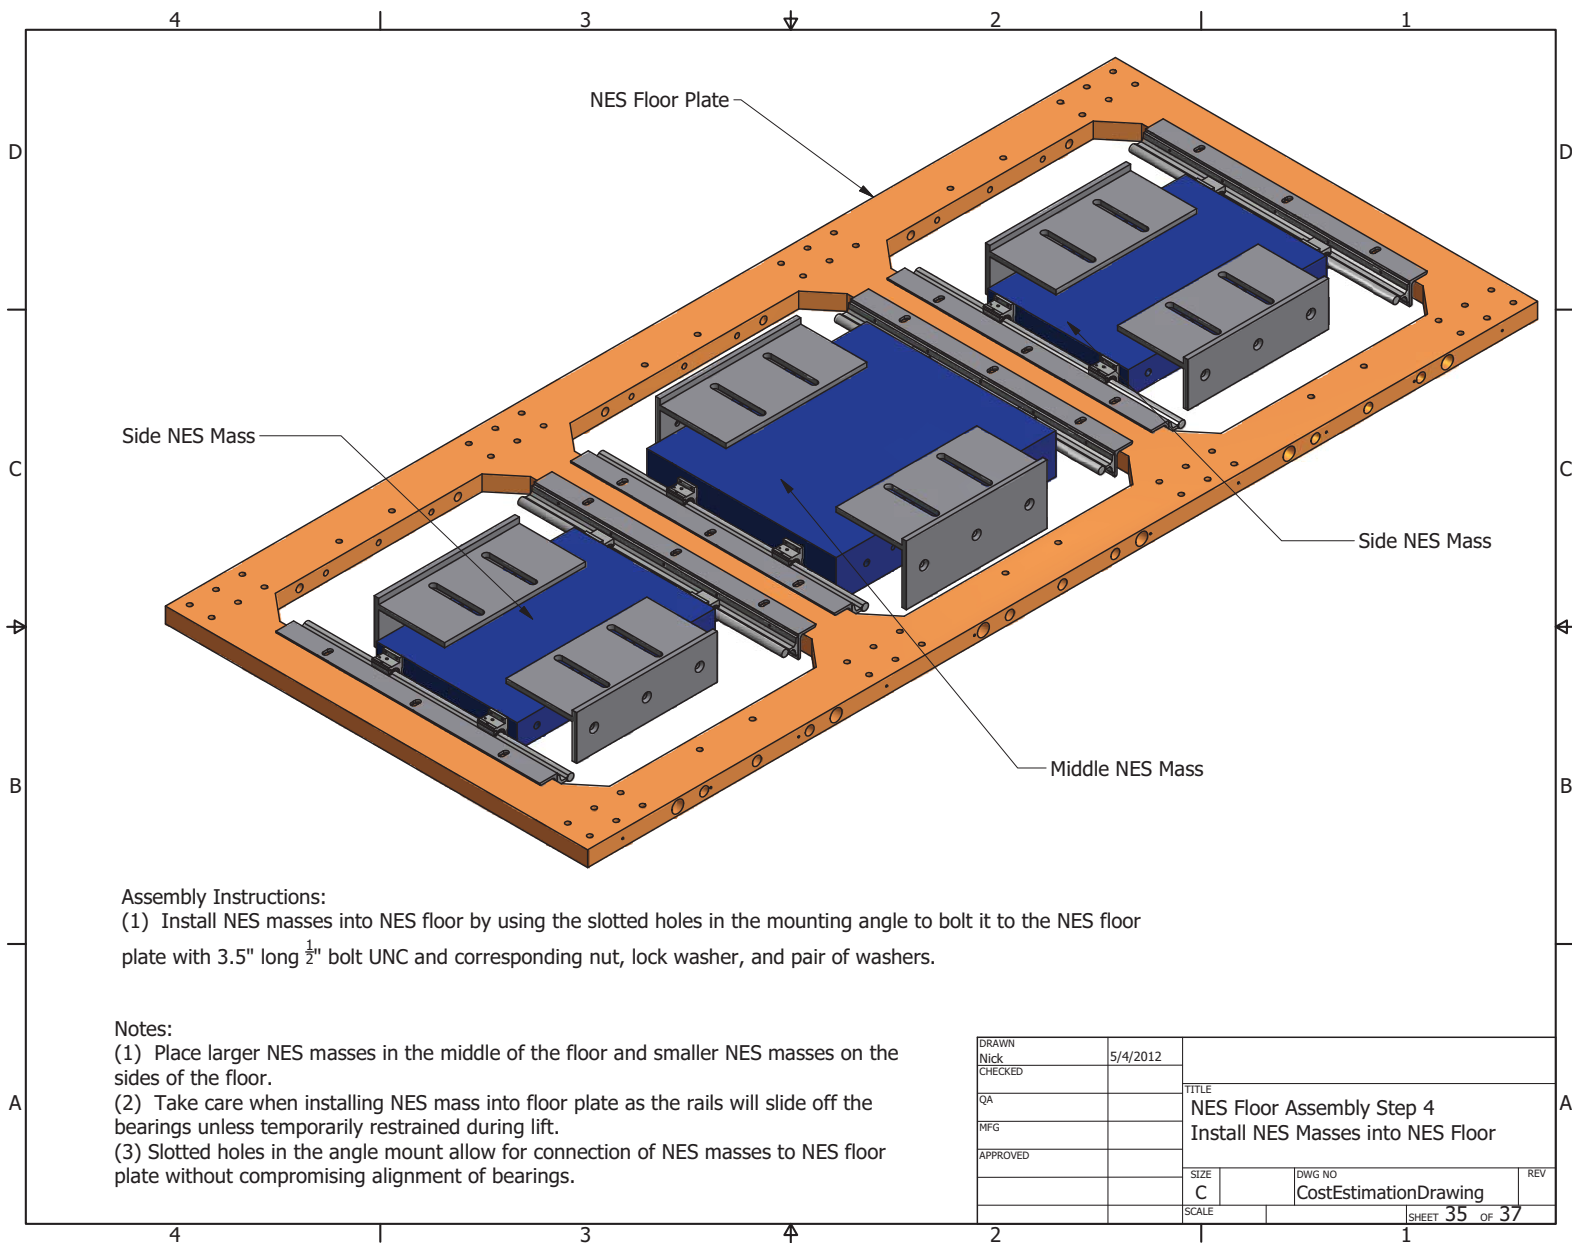 4 3 2 1
NES Floor Plate
D D
Side NES Mass
C C
Side NES Mass
Middle NES Mass
B B
Assembly Instructions:
(1) Install NES masses into NES floor by using the slotted holes in the mounting angle to bolt it to the NES floor
plate with 3.5" long 1/2" bolt UNC and corresponding nut, lock washer, and pair of washers.
Notes:
(1) Place larger NES masses in the middle of the floor and smaller NES masses on the
sides of the floor.
(2) Take care when installing NES mass into floor plate as the rails will slide off the
bearings unless temporarily restrained during lift.
(3) Slotted holes in the angle mount allow for connection of NES masses to NES floor
plate without compromising alignment of bearings.
A A
DRAWN
Nick 5/4/2012
CHECKED
QA
MFG
APPROVED
TITLE
NES Floor Assembly Step 4
Install NES Masses into NES Floor
SIZE
C
DWG NO
CostEstimationDrawing
REV
SCALE
SHEET 35 OF 37
4 3 2 1